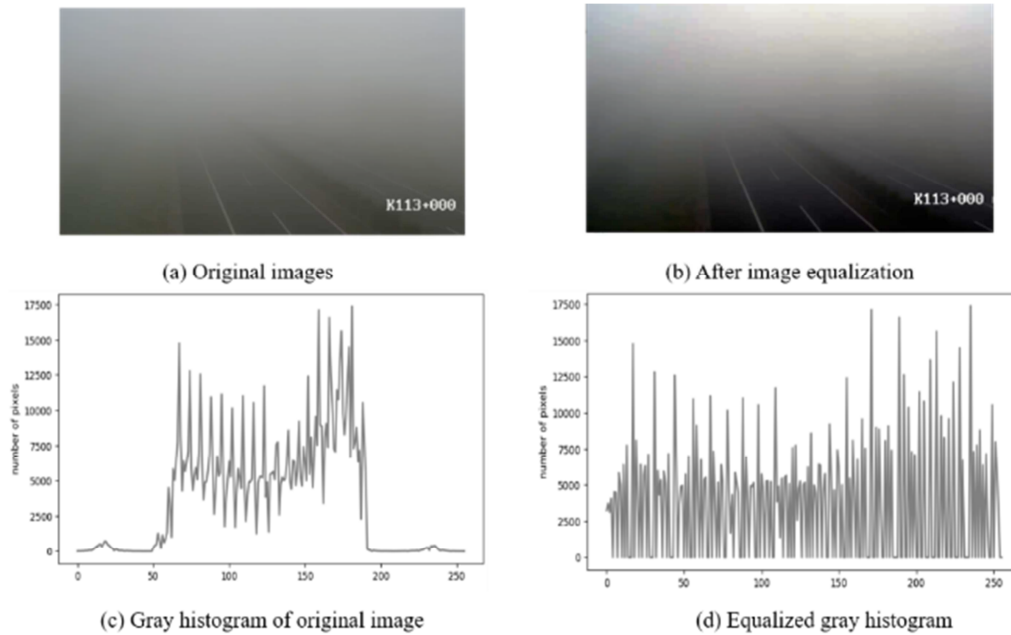 K113+000
K113+000
(a) Original images
(b) After image equalization
17500
15000
12500
10000
7500
5000
2500
0
number of pixels
0 50 100 150 200 250
(c) Gray histogram of original image
17500
15000
12500
10000
7500
5000
2500
0
number of pixels
0 50 100 150 200 250
(d) Equalized gray histogram